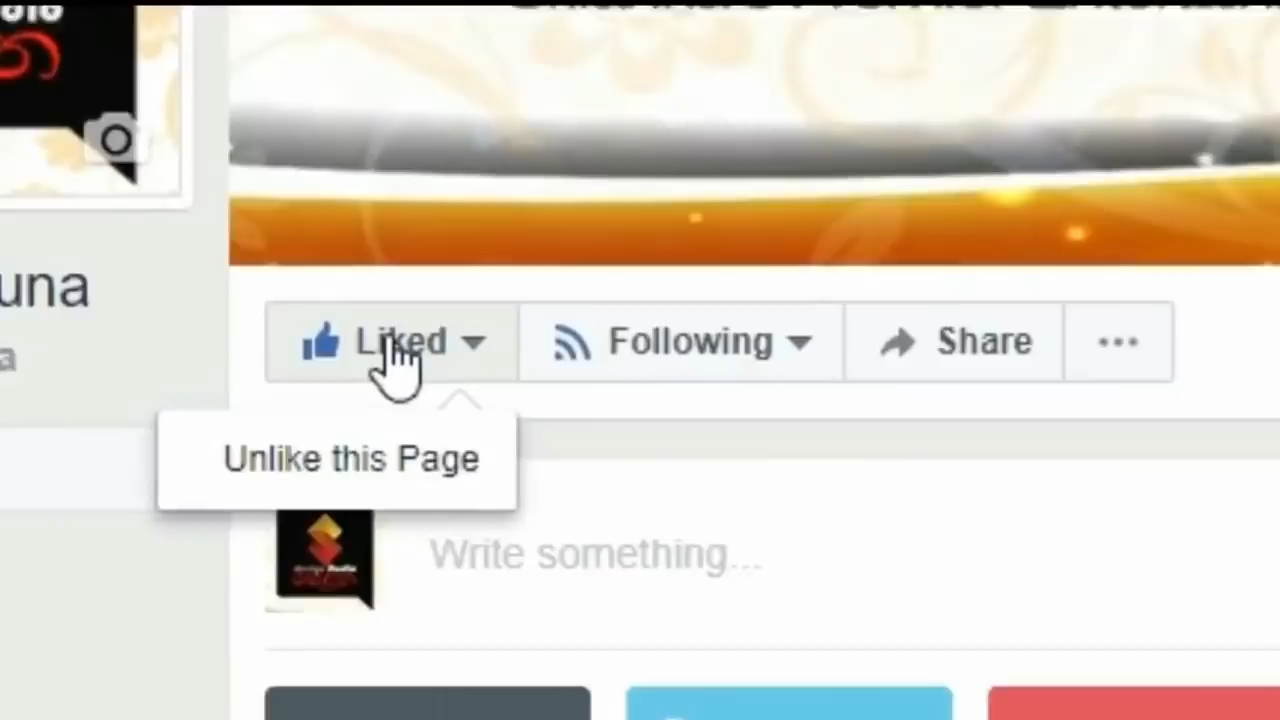 una
a
Liked
Following
Share
Unlike this Page
Write something...